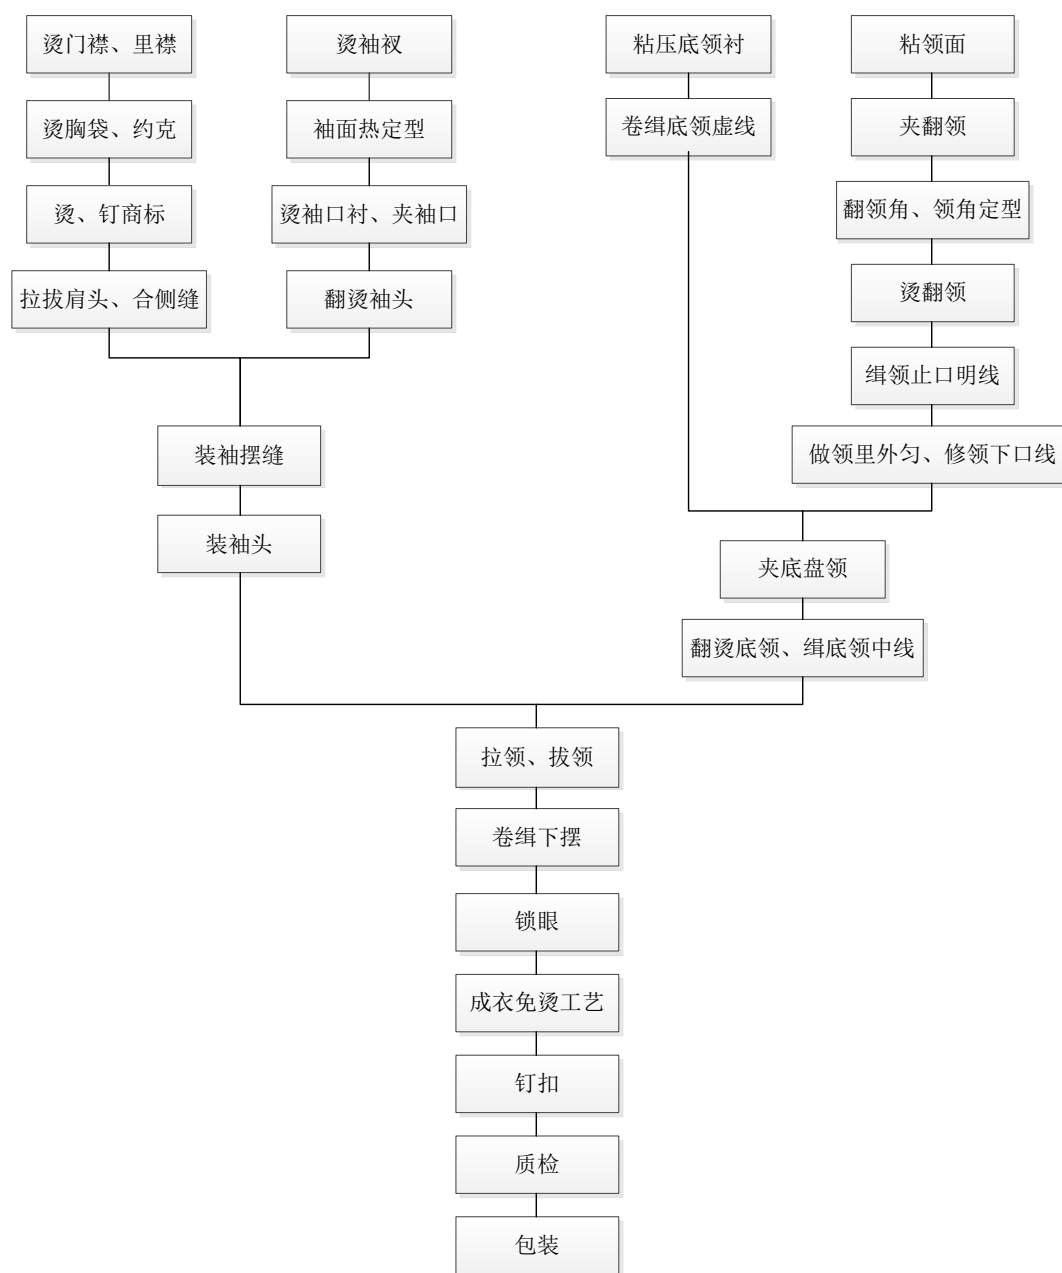 烫门襟、里襟
烫袖衩
粘压底领衬
粘领面
烫胸袋、约克
袖面热定型
卷缉底领虚线
夹翻领
烫、钉商标
烫袖口衬、夹袖口
翻领角、领角定型
拉拔肩头、合侧缝
翻烫袖头
烫翻领
缉领止口明线
装袖摆缝
做领里外匀、修领下口线
装袖头
夹底盘领
翻烫底领、缉底领中线
拉领、拔领
卷缉下摆
锁眼
成衣免烫工艺
钉扣
质检
包装